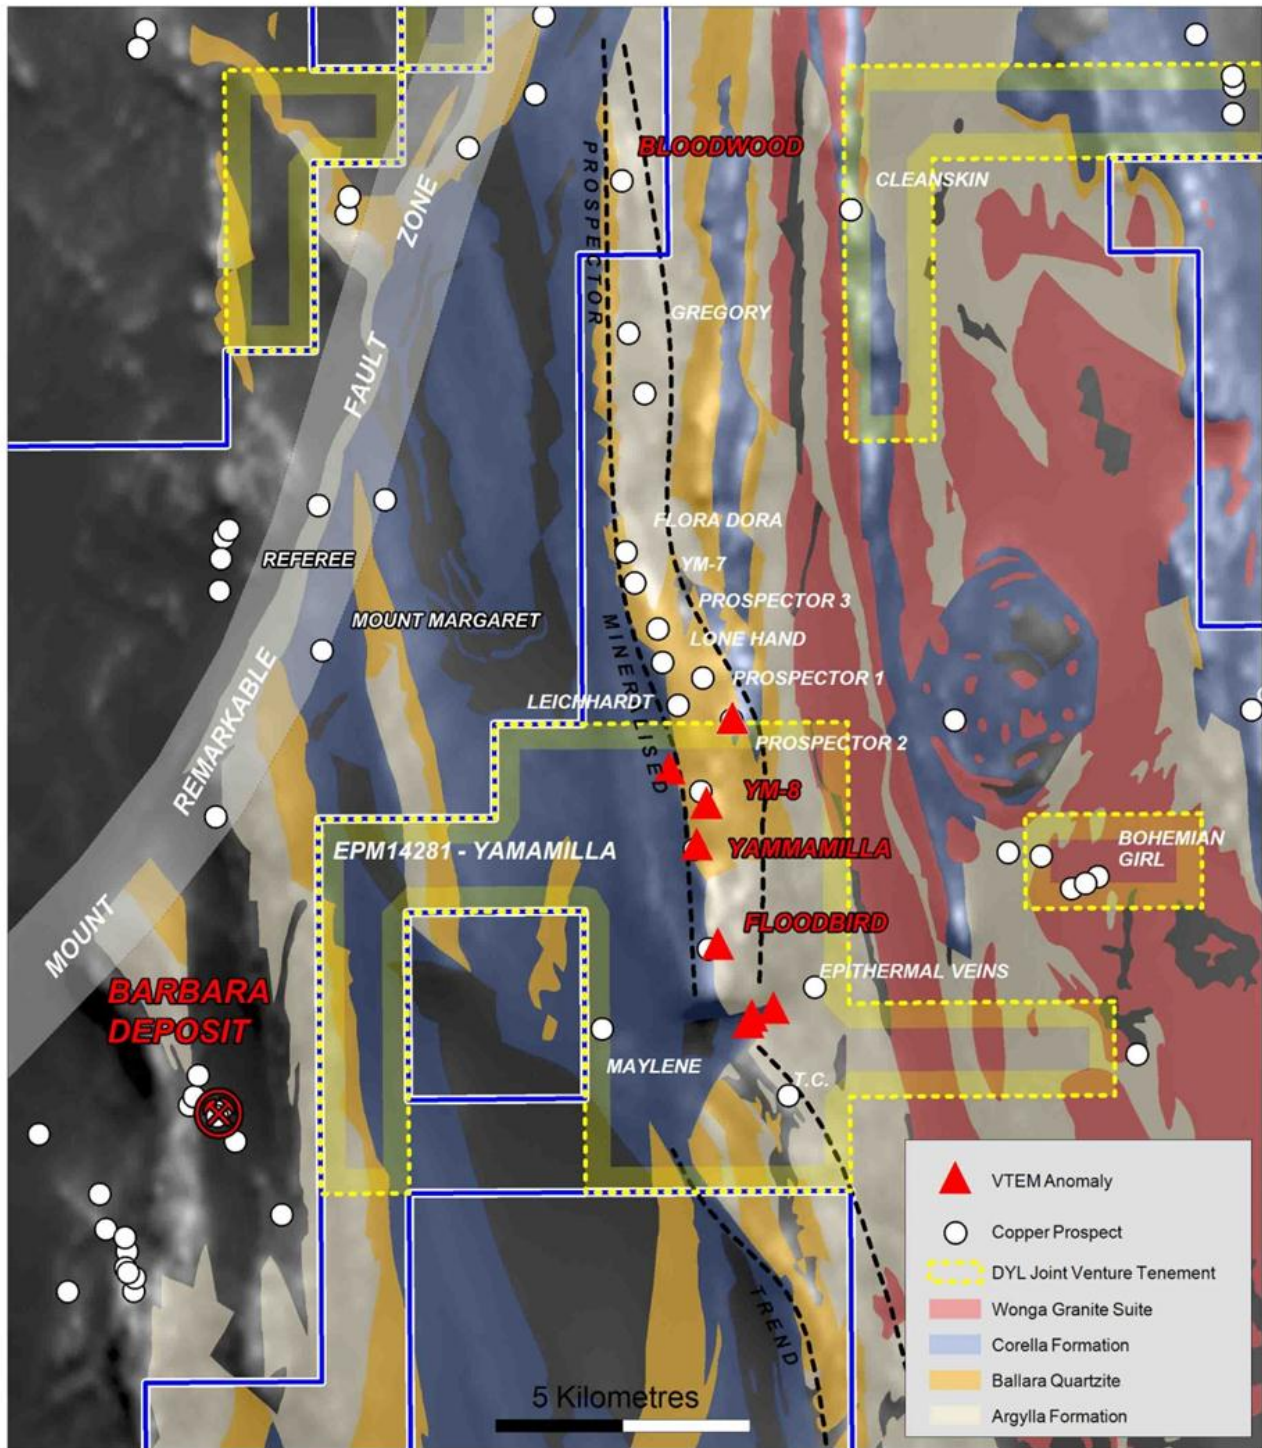 BLOODWOOD
PROSPECTOR
CLEANSKIN
ZONE
GREGORY
FAULT
FLORA DORA
YM-7
REFEREE
PROSPECTOR 3
MOUNT MARGARET
LONE HAND
MINERALISED
PROSPECTOR 1
LEICHHARDT
REMARKABLE
PROSPECTOR 2
YM-8
EPM14281 - YAMAMILLA
YAMMAMILLA
BOHEMIAN
GIRL
MOUNT
FLOODBIRD
EPITHERMAL VEINS
BARBARA
DEPOSIT
MAYLENE
T.C.
TREND
VTEM Anomaly
Copper Prospect
DYL Joint Venture Tenement
Wonga Granite Suite
Corella Formation
Ballara Quartzite
Argylla Formation
5 Kilometres